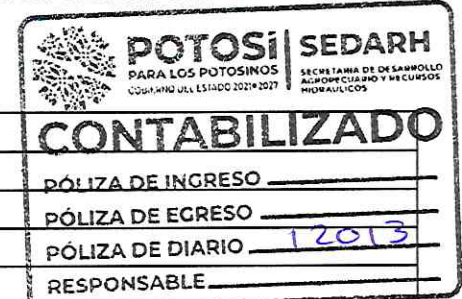 POTOSÍ
PARA LOS POTOSINOS
GOBIERNO DEL ESTADO 2021•2027
SEDARH
SECRETARÍA DE DESARROLLO
AGROPECUARIO Y RECURSOS
HIDRÁULICOS
CONTABILIZADO
PÓLIZA DE INGRESO
PÓLIZA DE EGRESO
PÓLIZA DE DIARIO 12013
RESPONSABLE